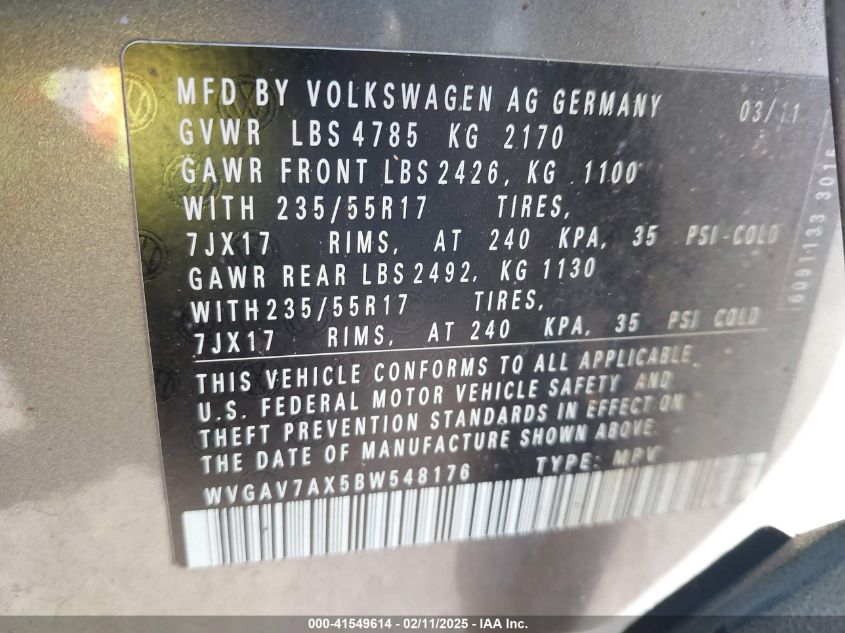 MFD BY VOLKSWAGEN AG GERMANY 03/11
GVWR LBS 4785 KG 2170
GAWR FRONT LBS 2426, KG 1100
WITH 235/55R17 TIRES,
7JX17 RIMS, AT 240 KPA, 35 PSI-COLD
GAWR REAR LBS 2492, KG 1130
WITH 235/55R17 TIRES,
7JX17 RIMS, AT 240 KPA, 35 PSI COLD
THIS VEHICLE CONFORMS TO ALL APPLICABLE
U.S. FEDERAL MOTOR VEHICLE SAFETY AND
THEFT PREVENTION STANDARDS IN EFFECT ON
THE DATE OF MANUFACTURE SHOWN ABOVE.
WVGAV7AX5BW548176 TYPE: MPV
000-41549614 - 02/11/2025 - IAA Inc.